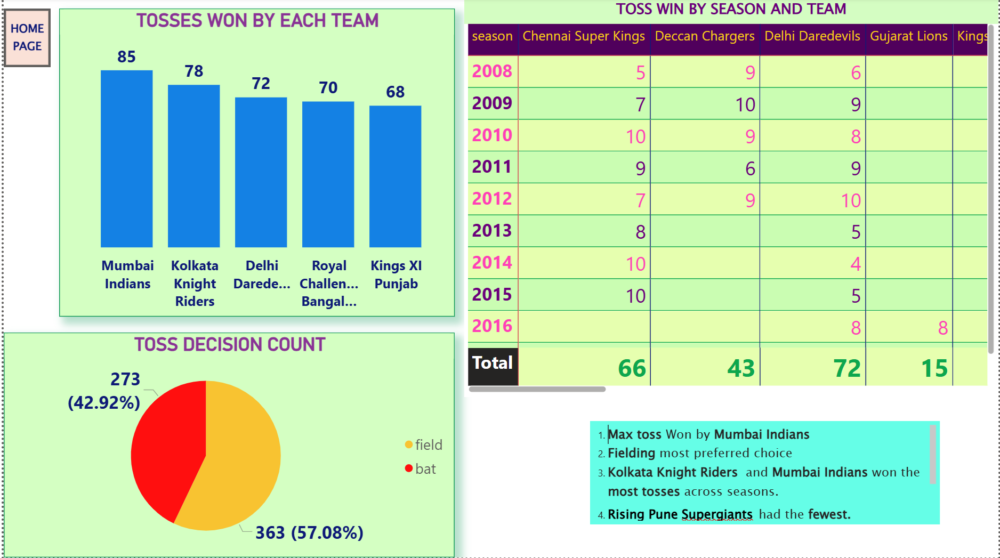 HOME
PAGE
TOSSES WON BY EACH TEAM
85
78
72
70
68
Mumbai
Indians
Kolkata
Knight
Riders
Delhi
Darede...
Royal
Challen...
Bangal...
Kings XI
Punjab
TOSS DECISION COUNT
273
(42.92%)
363 (57.08%)
field
bat
TOSS WIN BY SEASON AND TEAM
season Chennai Super Kings Deccan Chargers Delhi Daredevils Gujarat Lions Kings
2008 5 9 6
2009 7 10 9
2010 10 9 8
2011 9 6 9
2012 7 9 10
2013 8 5
2014 10 4
2015 10 5
2016 8 8
Total 66 43 72 15
1. Max toss Won by Mumbai Indians
2. Fielding most preferred choice
3. Kolkata Knight Riders and Mumbai Indians won the
most tosses across seasons.
4. Rising Pune Supergiants had the fewest.